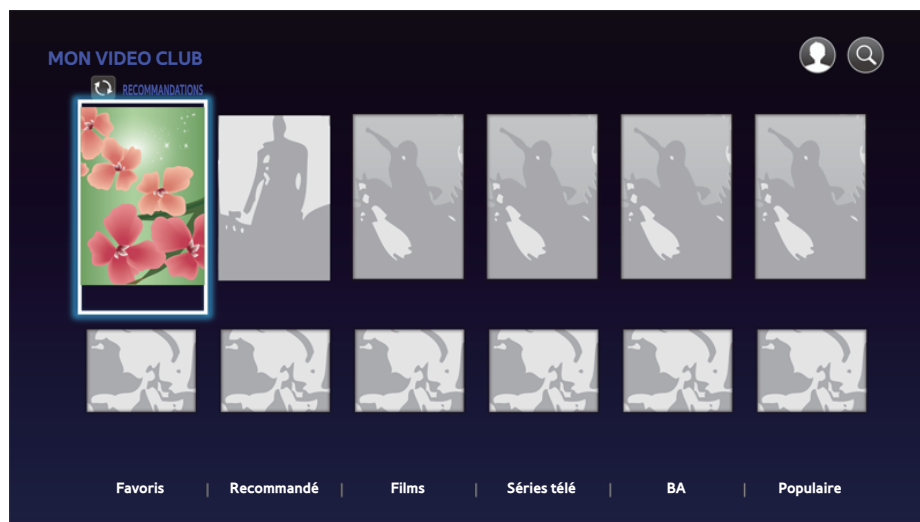 MON VIDEO CLUB
RECOMMANDATIONS
Favoris | Recommandé | Films | Séries télé | BA | Populaire